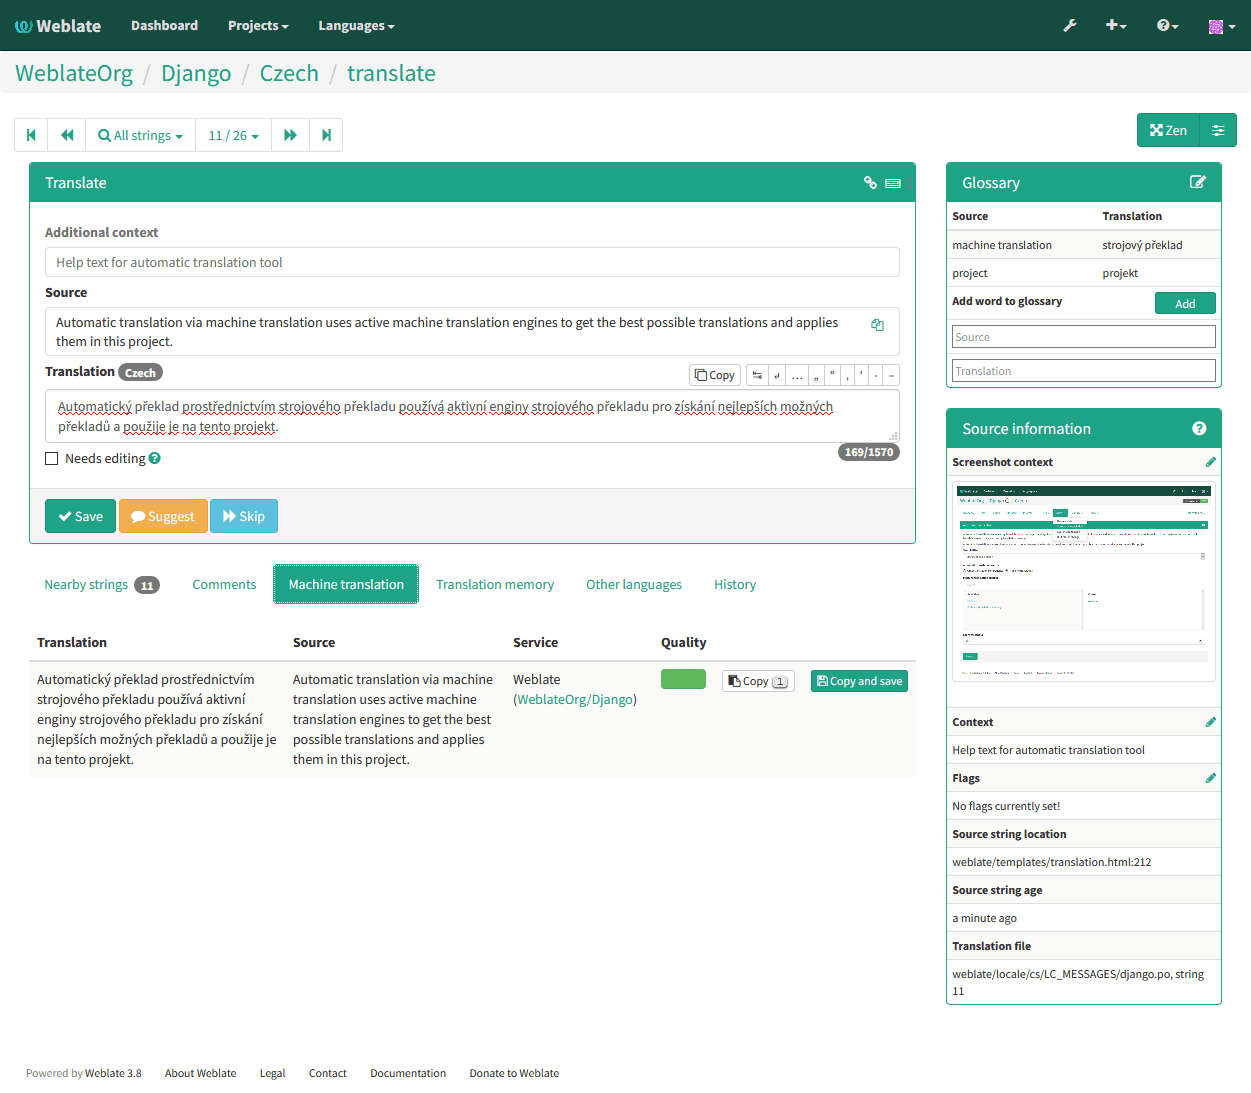 Weblate Dashboard Projects Languages
WeblateOrg / Django / Czech / translate
All strings 11 / 26
Zen
Translate
Additional context
Help text for automatic translation tool
Source
Automatic translation via machine translation uses active machine translation engines to get the best possible translations and applies
them in this project.
Translation Czech
Copy ↹ ↵ … „ “ ‚ ‘ - –
Automatický překlad prostřednictvím strojového překladu používá aktivní enginy strojového překladu pro získání nejlepších možných
překladů a použije je na tento projekt.
169/1570
Needs editing
Save Suggest Skip
Nearby strings 11 Comments Machine translation Translation memory Other languages History
Translation Source Service Quality
Automatický překlad prostřednictvím Automatic translation via machine Weblate Copy 1 Copy and save
strojového překladu používá aktivní translation uses active machine (WeblateOrg/Django)
enginy strojového překladu pro získání translation engines to get the best
nejlepších možných překladů a použije je possible translations and applies
na tento projekt. them in this project.
Glossary
Source Translation
machine translation strojový překlad
project projekt
Add word to glossary Add
Source
Translation
Source information
Screenshot context
Context
Help text for automatic translation tool
Flags
No flags currently set!
Source string location
weblate/templates/translation.html:212
Source string age
a minute ago
Translation file
weblate/locale/cs/LC_MESSAGES/django.po, string
11
Powered by Weblate 3.8 About Weblate Legal Contact Documentation Donate to Weblate